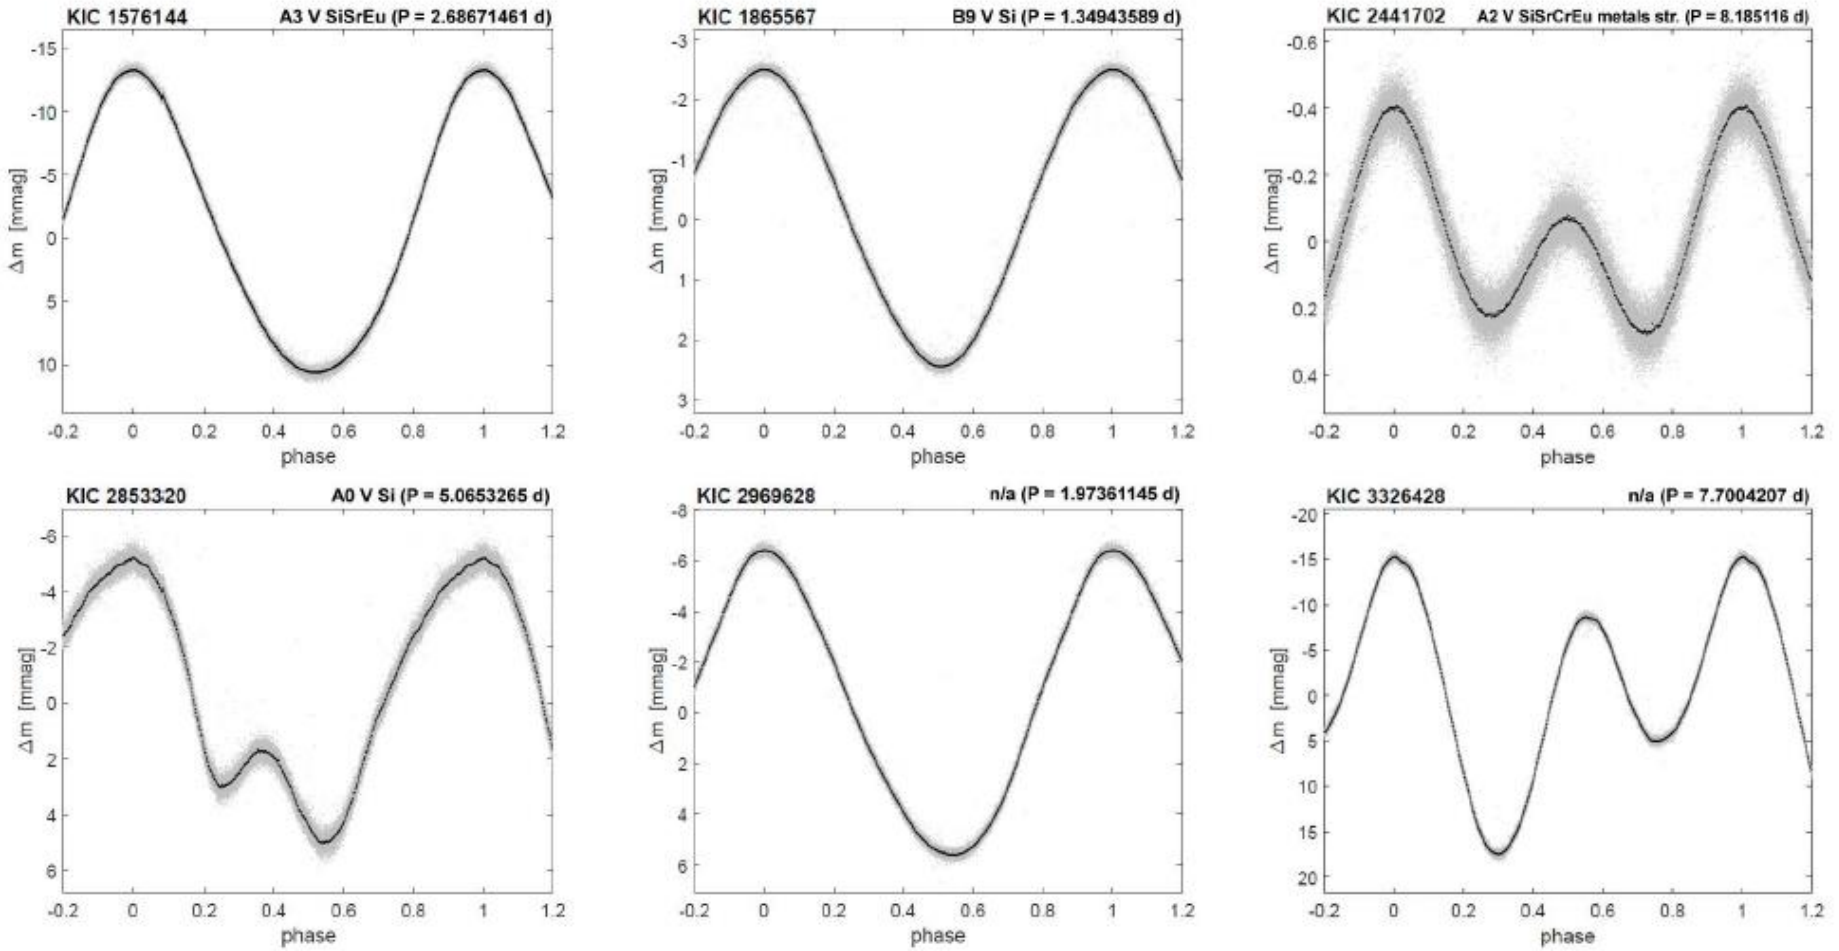 KIC 1576144 A3 V SiSrEu (P = 2.68671461 d)
-15
-10
-5
0
5
10
Δm [mmag]
-0.2 0 0.2 0.4 0.6 0.8 1 1.2
phase
KIC 1865567 B9 V Si (P = 1.34943589 d)
-3
-2
-1
0
1
2
3
Δm [mmag]
-0.2 0 0.2 0.4 0.6 0.8 1 1.2
phase
KIC 2441702 A2 V SiSrCrEu metals str. (P = 8.185116 d)
-0.6
-0.4
-0.2
0
0.2
0.4
Δm [mmag]
-0.2 0 0.2 0.4 0.6 0.8 1 1.2
phase
KIC 2853320 A0 V Si (P = 5.0653265 d)
-6
-4
-2
0
2
4
6
Δm [mmag]
-0.2 0 0.2 0.4 0.6 0.8 1 1.2
phase
KIC 2969628 n/a (P = 1.97361145 d)
-8
-6
-4
-2
0
2
4
6
Δm [mmag]
-0.2 0 0.2 0.4 0.6 0.8 1 1.2
phase
KIC 3326428 n/a (P = 7.7004207 d)
-20
-15
-10
-5
0
5
10
15
20
Δm [mmag]
-0.2 0 0.2 0.4 0.6 0.8 1 1.2
phase